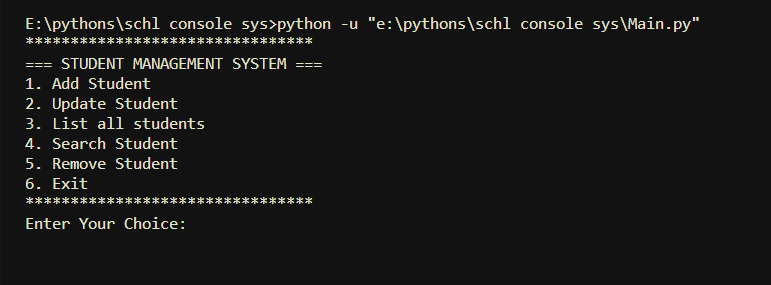 E:\pythons\schl console sys>python -u "e:\pythons\schl console sys\Main.py"
********************************
=== STUDENT MANAGEMENT SYSTEM ===
1. Add Student
2. Update Student
3. List all students
4. Search Student
5. Remove Student
6. Exit
********************************
Enter Your Choice: